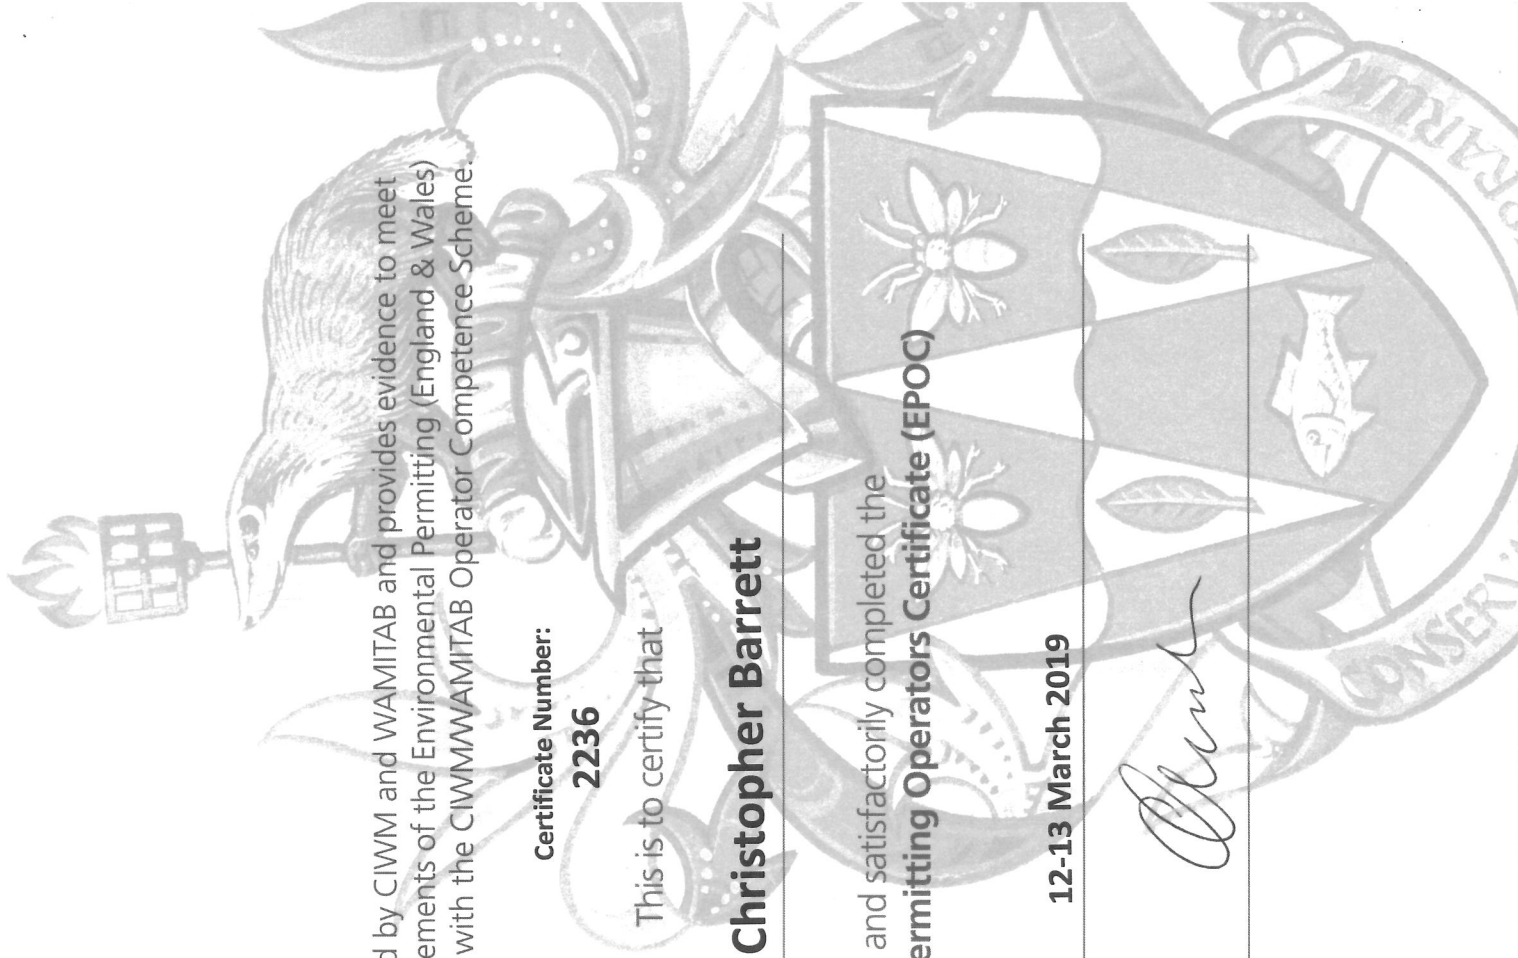 d by CIWM and WAMITAB and provides evidence to meet
ements of the Environmental Permitting (England & Wales)
with the CIWM/WAMITAB Operator Competence Scheme.
Certificate Number:
2236
This is to certify that
Christopher Barrett
and satisfactorily completed the
ermitting Operators Certificate (EPOC)
12-13 March 2019